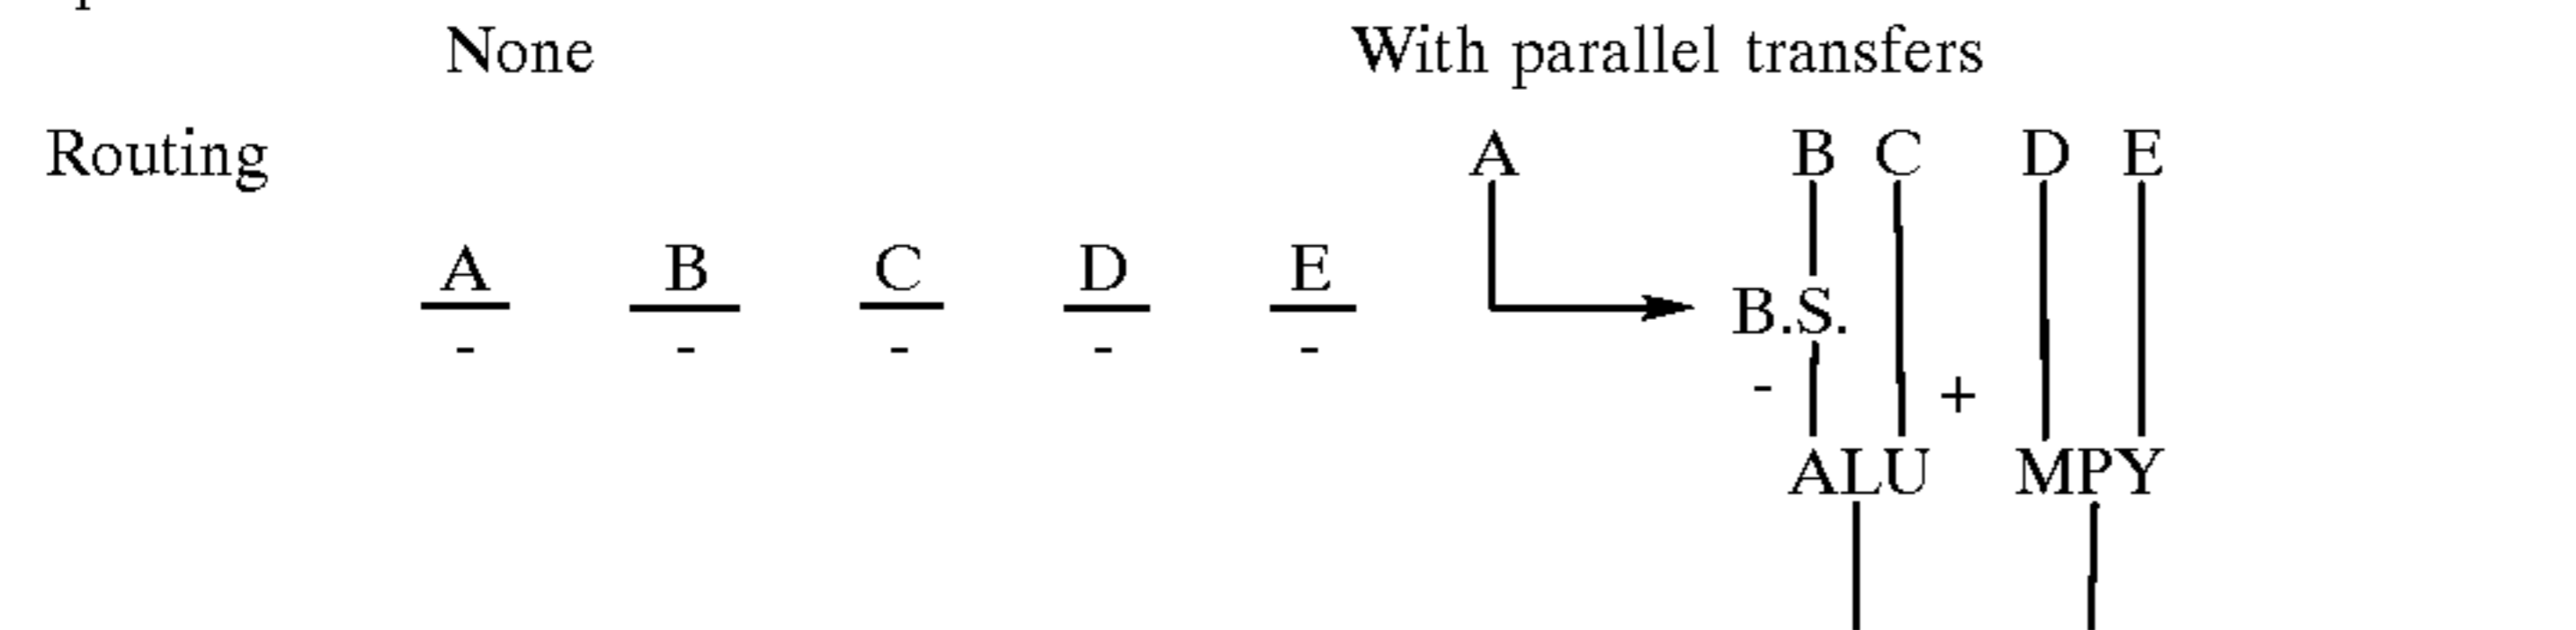 None With parallel transfers
Routing A B C D E
A B C D E
B.S.
- - - - -
- +
ALU MPY